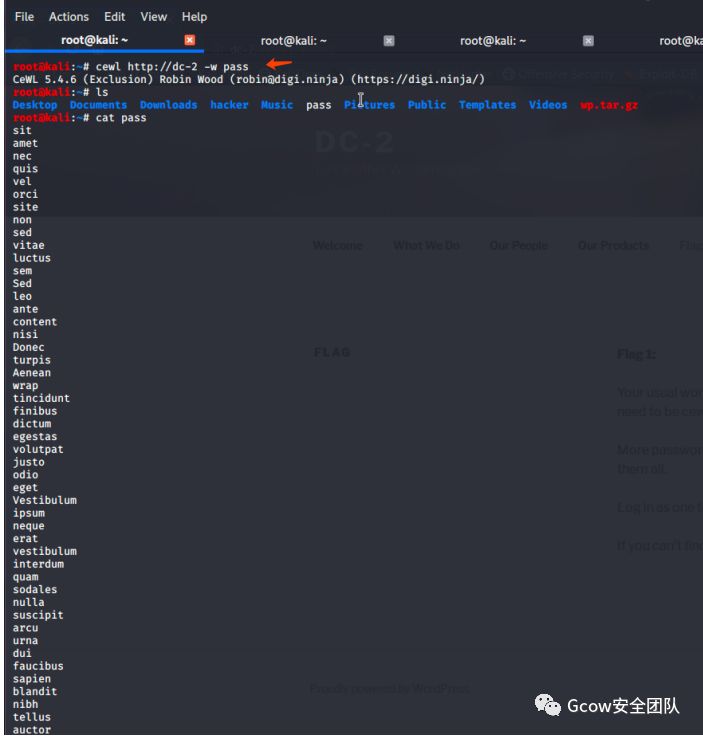 File Actions Edit View Help
root@kali: ~ root@kali: ~ root@kali: ~ root@ka
root@kali:~# cewl http://dc-2 -w pass
CeWL 5.4.6 (Exclusion) Robin Wood (robin@digi.ninja) (https://digi.ninja/)
root@kali:~# ls
Desktop Documents Downloads hacker Music pass Pictures Public Templates Videos wp.tar.gz
root@kali:~# cat pass
sit
amet
nec
quis
vel
orci
site
non
sed
vitae
luctus
sem
Sed
leo
ante
content
nisi
Donec
turpis
Aenean
wrap
tincidunt
finibus
dictum
egestas
volutpat
justo
odio
eget
Vestibulum
ipsum
neque
erat
vestibulum
interdum
quam
sodales
nulla
suscipit
arcu
urna
dui
faucibus
sapien
blandit
nibh
tellus
auctor
Offensive Security Exploit-DB
DC-2
Welcome What We Do Our People Our Products
FLAG
Flag 1:
Your usual wor
need to be
More passwor
them all.
Log in as one
If you can't find
Proudly powered by WordPress
Gcow安全团队